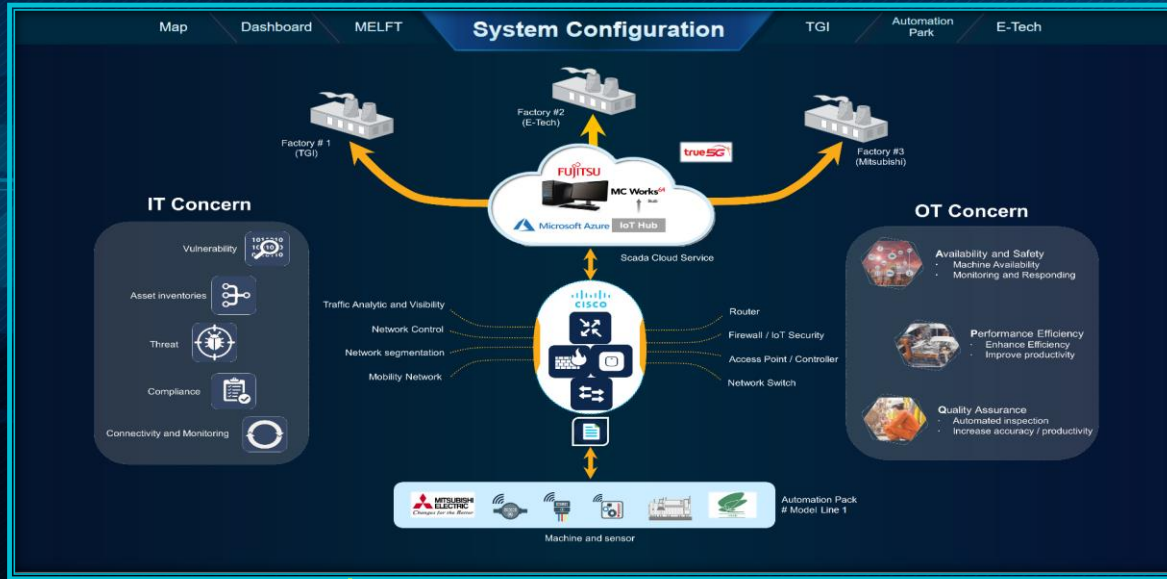 Map
Dashboard
MELFT
System Configuration
TGI
Automation
Park
E-Tech
Factory # 1
(TGI)
Factory #2
(E-Tech)
Factory #3
(Mitsubishi)
true5G
FUJITSU
MC Works64
Microsoft Azure
IoT Hub
Scada Cloud Service
IT Concern
Vulnerability
Asset inventories
Threat
Compliance
Connectivity and Monitoring
Traffic Analytic and Visibility
Network Control
Network segmentation
Mobility Network
CISCO
Router
Firewall / IoT Security
Access Point / Controller
Network Switch
OT Concern
Availability and Safety
· Machine Availability
· Monitoring and Responding
Performance Efficiency
· Enhance Efficiency
· Improve productivity
Quality Assurance
· Automated inspection
· Increase accuracy / productivity
MITSUBISHI
ELECTRIC
Changes for the Better
Automation Pack
# Model Line 1
Machine and sensor